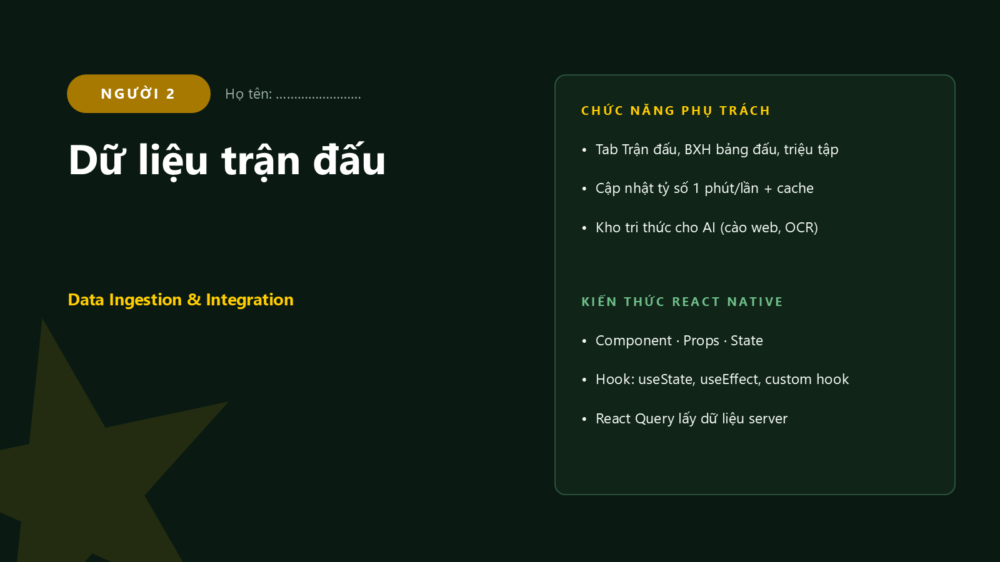 NGƯỜI 2
Họ tên: ........................
Dữ liệu trận đấu
Data Ingestion & Integration
CHỨC NĂNG PHỤ TRÁCH
• Tab Trận đấu, BXH bảng đấu, triệu tập
• Cập nhật tỷ số 1 phút/lần + cache
• Kho tri thức cho AI (cào web, OCR)
KIẾN THỨC REACT NATIVE
• Component · Props · State
• Hook: useState, useEffect, custom hook
• React Query lấy dữ liệu server